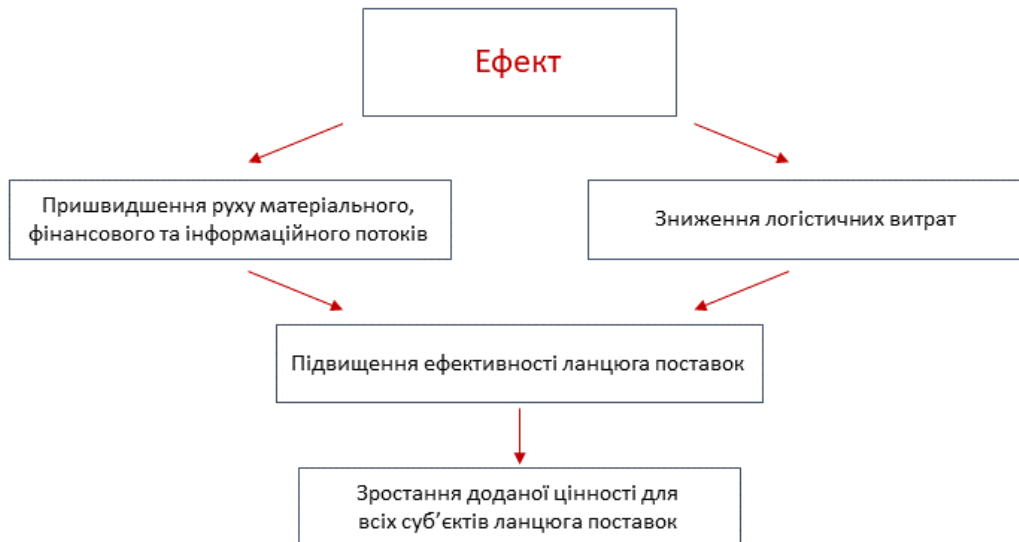 Ефект
Пришвидшення руху матеріального,
фінансового та інформаційного потоків
Зниження логістичних витрат
Підвищення ефективності ланцюга поставок
Зростання доданої цінності для
всіх суб’єктів ланцюга поставок